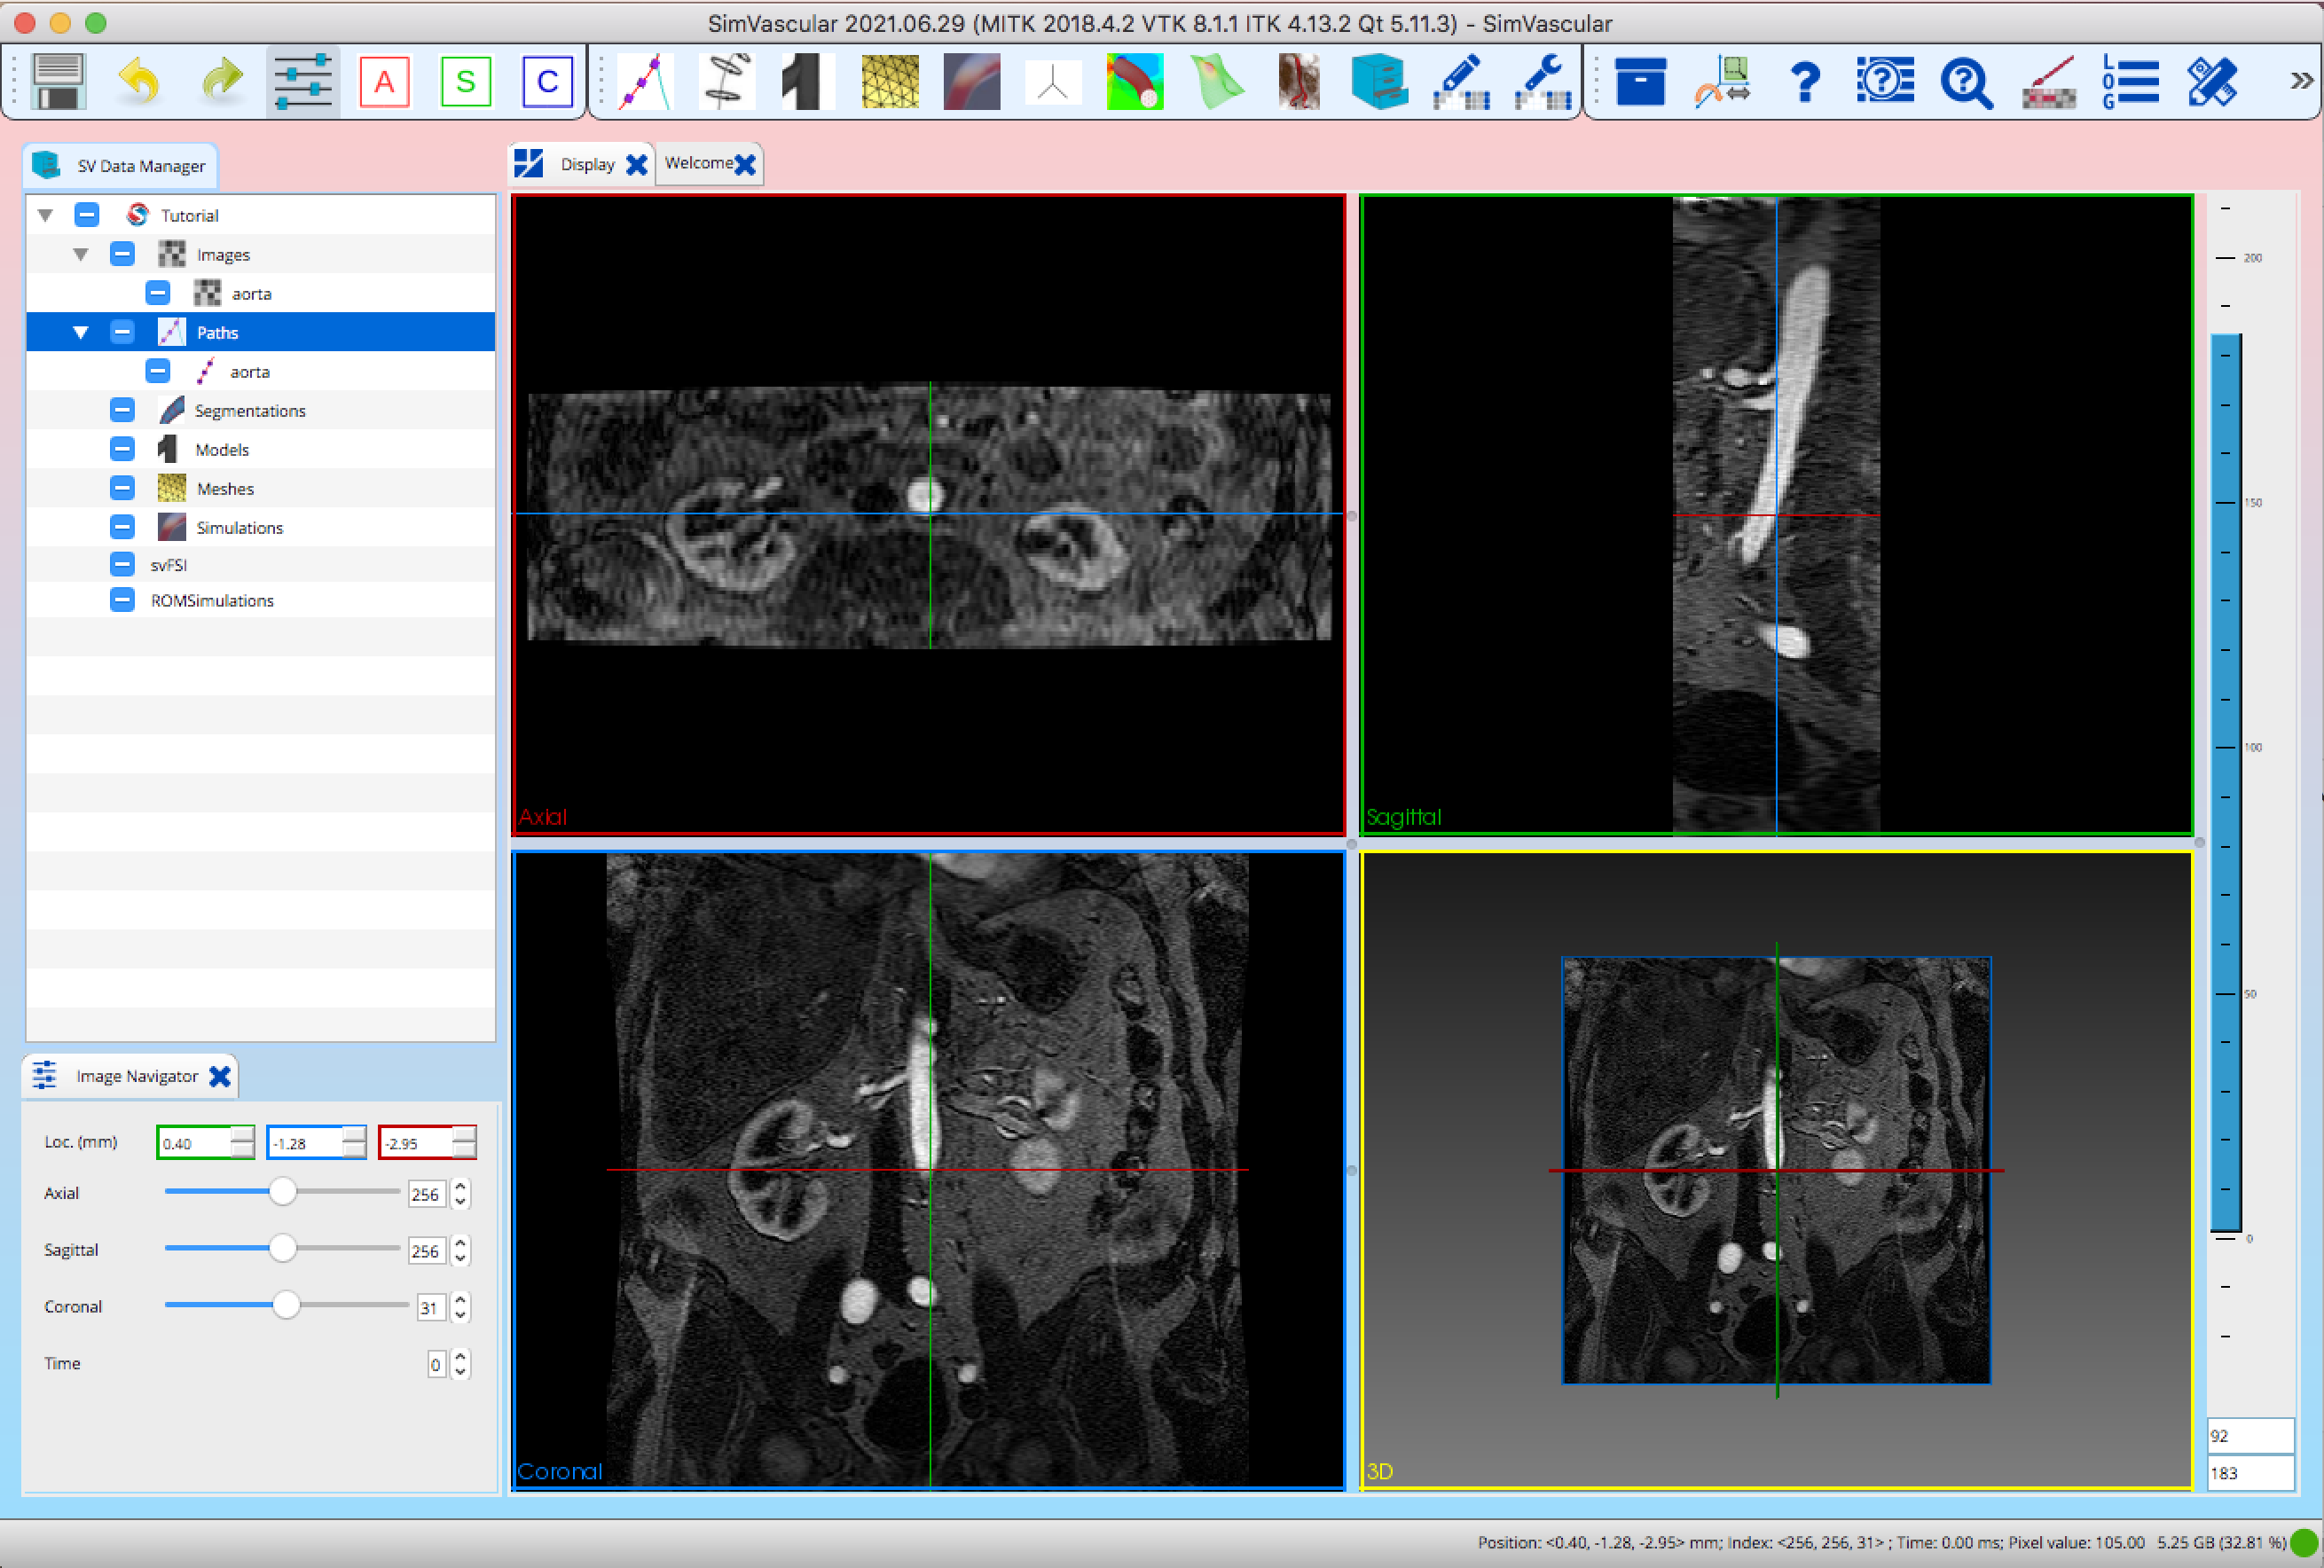 SimVascular 2021.06.29 (MITK 2018.4.2 VTK 8.1.1 ITK 4.13.2 Qt 5.11.3) - SimVascular
A S C ? ? ? LOG »
SV Data Manager
Display
Welcome
Tutorial
Images
aorta
Paths
aorta
Segmentations
Models
Meshes
Simulations
svFSI
ROMSimulations
Axial
Sagittal
Coronal
3D
200
150
100
50
0
92
183
Image Navigator
Loc. (mm) 0.40 -1.28 -2.95
Axial 256
Sagittal 256
Coronal 31
Time 0
Position: <0.40, -1.28, -2.95> mm; Index: <256, 256, 31> ; Time: 0.00 ms; Pixel value: 105.00 5.25 GB (32.81 %)